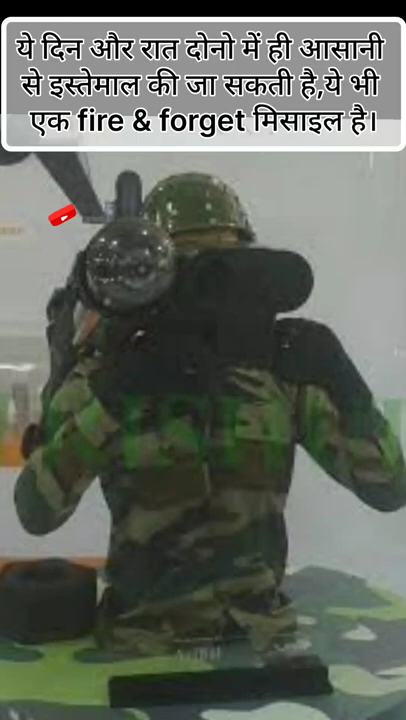 ये दिन और रात दोनो में ही आसानी
से इस्तेमाल की जा सकती है,ये भी
एक fire & forget मिसाइल है।